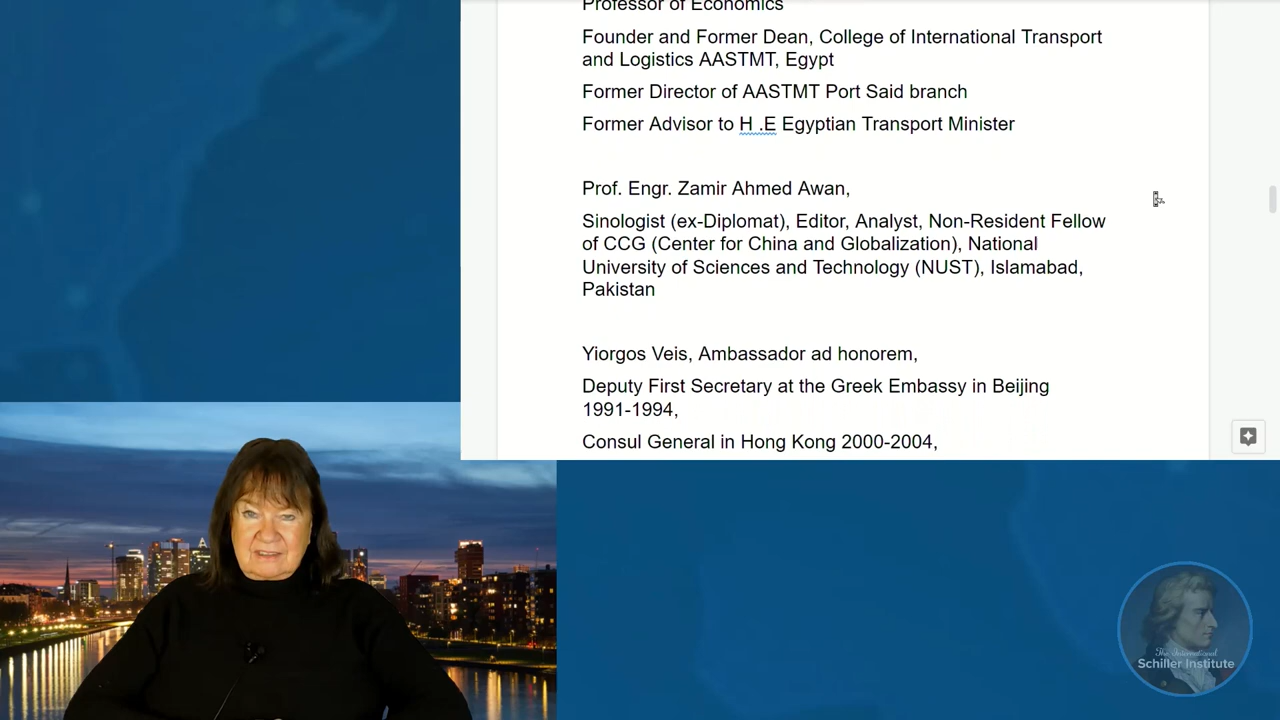 Professor of Economics
Founder and Former Dean, College of International Transport
and Logistics AASTMT, Egypt
Former Director of AASTMT Port Said branch
Former Advisor to H .E Egyptian Transport Minister
Prof. Engr. Zamir Ahmed Awan,
Sinologist (ex-Diplomat), Editor, Analyst, Non-Resident Fellow
of CCG (Center for China and Globalization), National
University of Sciences and Technology (NUST), Islamabad,
Pakistan
Yiorgos Veis, Ambassador ad honorem,
Deputy First Secretary at the Greek Embassy in Beijing
1991-1994,
Consul General in Hong Kong 2000-2004,
The International
Schiller Institute